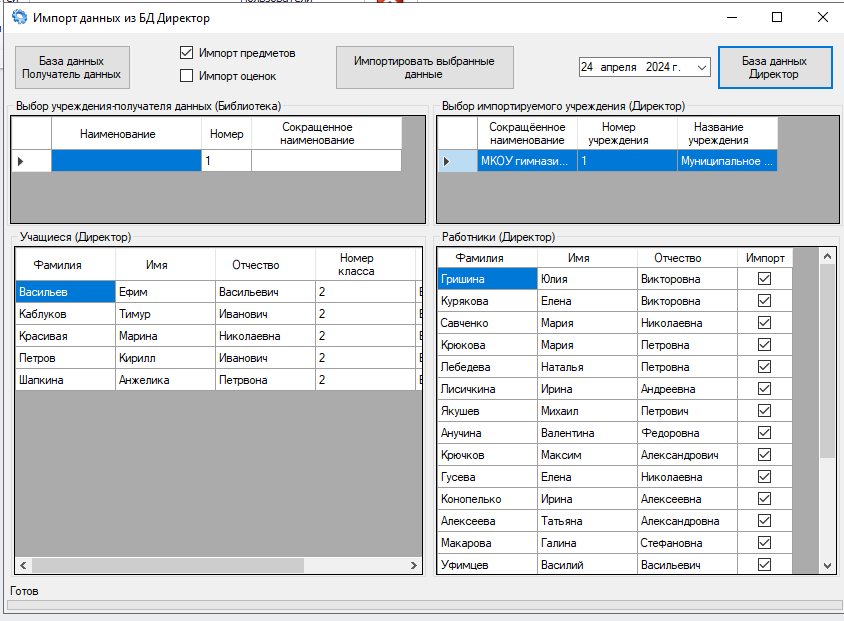 Импорт данных из БД Директор
База данных
Получатель данных
Импорт предметов
Импорт оценок
Импортировать выбранные
данные
24 апреля 2024 г.
База данных
Директор
Выбор учреждения-получателя данных (Библиотека)
Наименование Номер Сокращенное
наименование
1
Выбор импортируемого учреждения (Директор)
Сокращённое
наименование Номер
учреждения Название
учреждения
МКОУ гимнази... 1 Муниципальное ...
Учащиеся (Директор)
Фамилия Имя Отчество Номер
класса
Васильев Ефим Васильевич 2
Каблуков Тимур Иванович 2
Красивая Марина Николаевна 2
Петров Кирилл Иванович 2
Шапкина Анжелика Петрвона 2
Работники (Директор)
Фамилия Имя Отчество Импорт
Гришина Юлия Викторовна
Курякова Елена Викторовна
Савченко Мария Николаевна
Крюкова Мария Петровна
Лебедева Наталья Петровна
Лисичкина Ирина Андреевна
Якушев Михаил Петрович
Анучина Валентина Федоровна
Крючков Максим Александрович
Гусева Елена Николаевна
Конопелько Ирина Алексеевна
Алексеева Татьяна Александровна
Макарова Галина Стефановна
Уфимцев Василий Васильевич
Готов